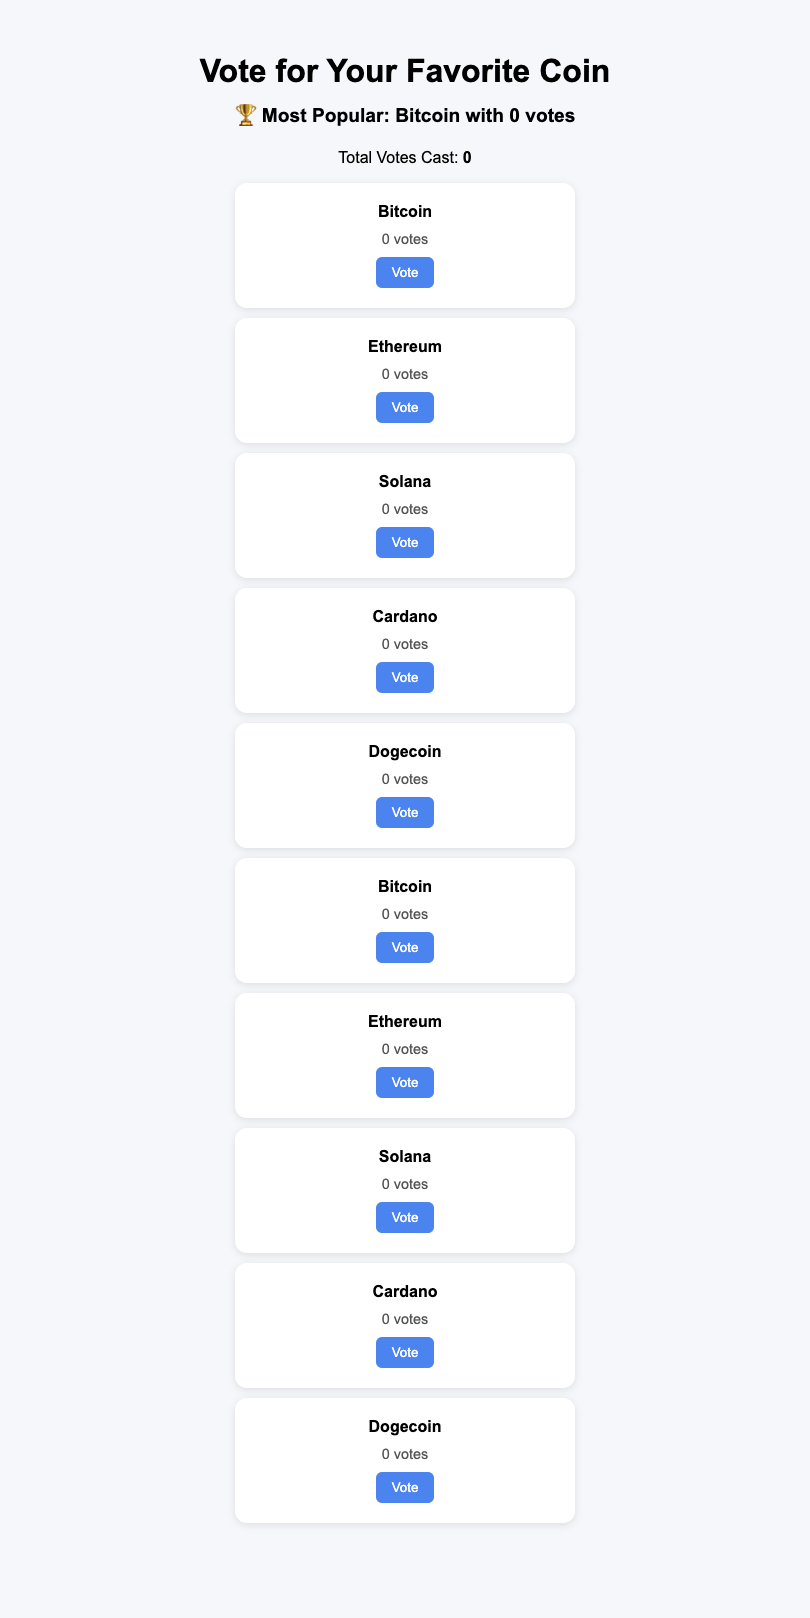 Vote for Your Favorite Coin
🏆 Most Popular: Bitcoin with 0 votes
Total Votes Cast: 0
Bitcoin
0 votes
Vote
Ethereum
0 votes
Vote
Solana
0 votes
Vote
Cardano
0 votes
Vote
Dogecoin
0 votes
Vote
Bitcoin
0 votes
Vote
Ethereum
0 votes
Vote
Solana
0 votes
Vote
Cardano
0 votes
Vote
Dogecoin
0 votes
Vote